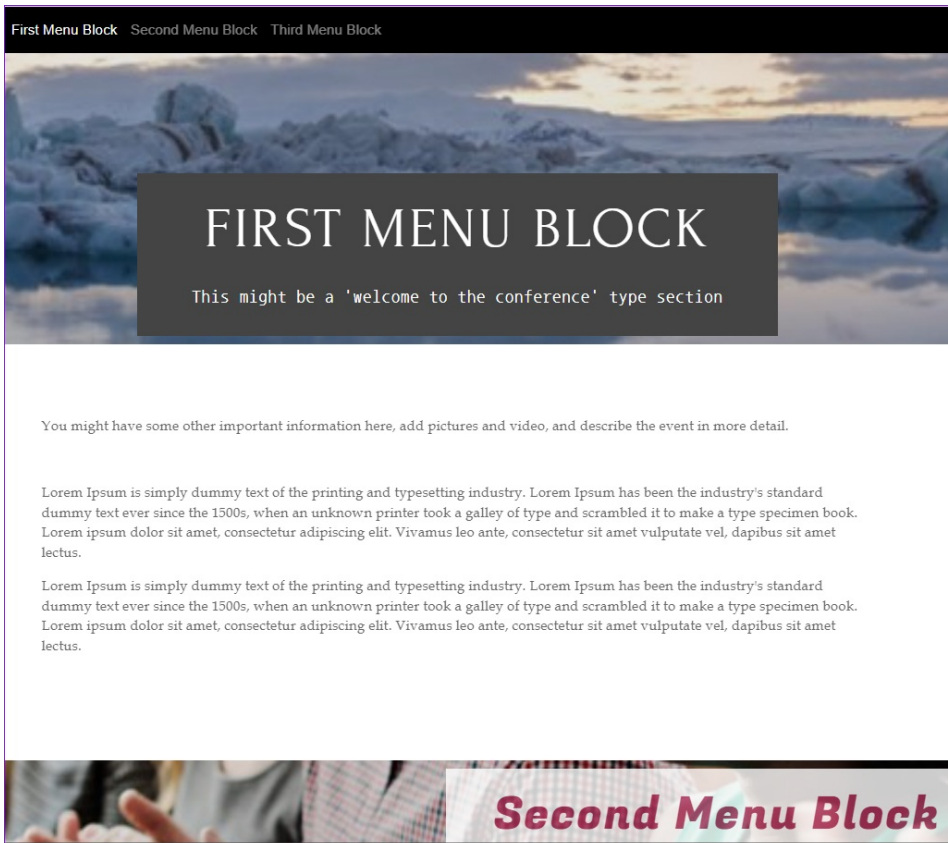 First Menu Block Second Menu Block Third Menu Block
FIRST MENU BLOCK
This might be a 'welcome to the conference' type section
You might have some other important information here, add pictures and video, and describe the event in more detail.
Lorem Ipsum is simply dummy text of the printing and typesetting industry. Lorem Ipsum has been the industry's standard
dummy text ever since the 1500s, when an unknown printer took a galley of type and scrambled it to make a type specimen book.
Lorem ipsum dolor sit amet, consectetur adipiscing elit. Vivamus leo ante, consectetur sit amet vulputate vel, dapibus sit amet
lectus.
Lorem Ipsum is simply dummy text of the printing and typesetting industry. Lorem Ipsum has been the industry's standard
dummy text ever since the 1500s, when an unknown printer took a galley of type and scrambled it to make a type specimen book.
Lorem ipsum dolor sit amet, consectetur adipiscing elit. Vivamus leo ante, consectetur sit amet vulputate vel, dapibus sit amet
lectus.
Second Menu Block